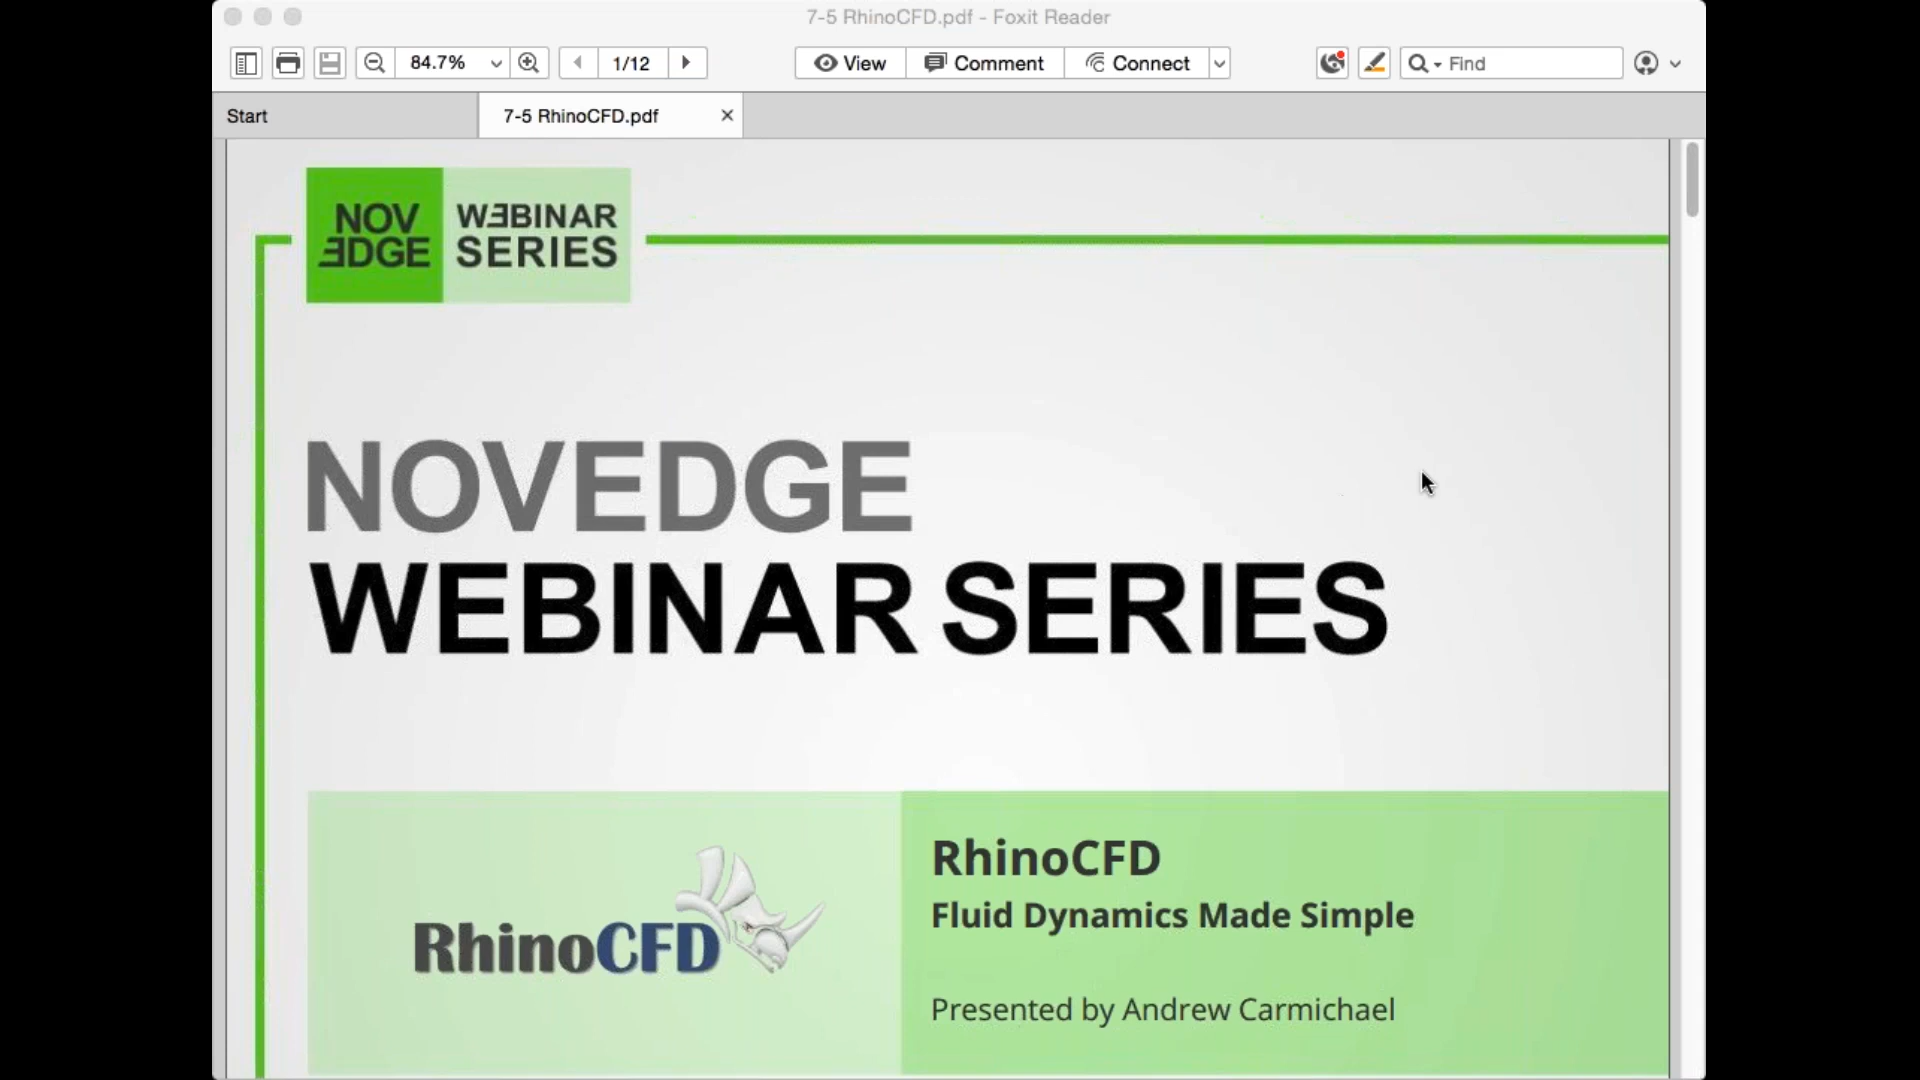 7-5 RhinoCFD.pdf - Foxit Reader
84.7%
1/12
View
Comment
Connect
Find
Start
7-5 RhinoCFD.pdf
NOV
EDGE
WEBINAR
SERIES
NOVEDGE
WEBINAR SERIES
RhinoCFD
RhinoCFD
Fluid Dynamics Made Simple
Presented by Andrew Carmichael